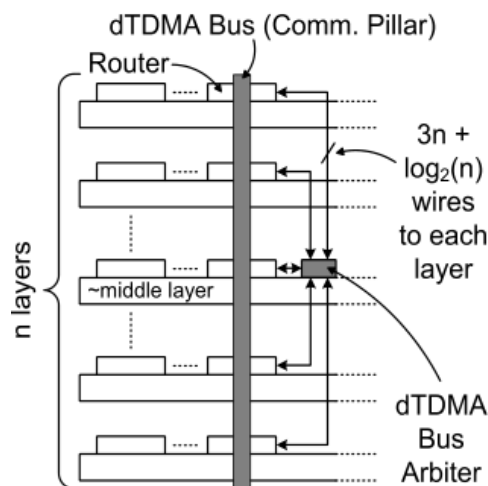 dTDMA Bus (Comm. Pillar)
Router
3n +
log₂(n)
wires
to each
layer
n layers
~middle layer
dTDMA
Bus
Arbiter